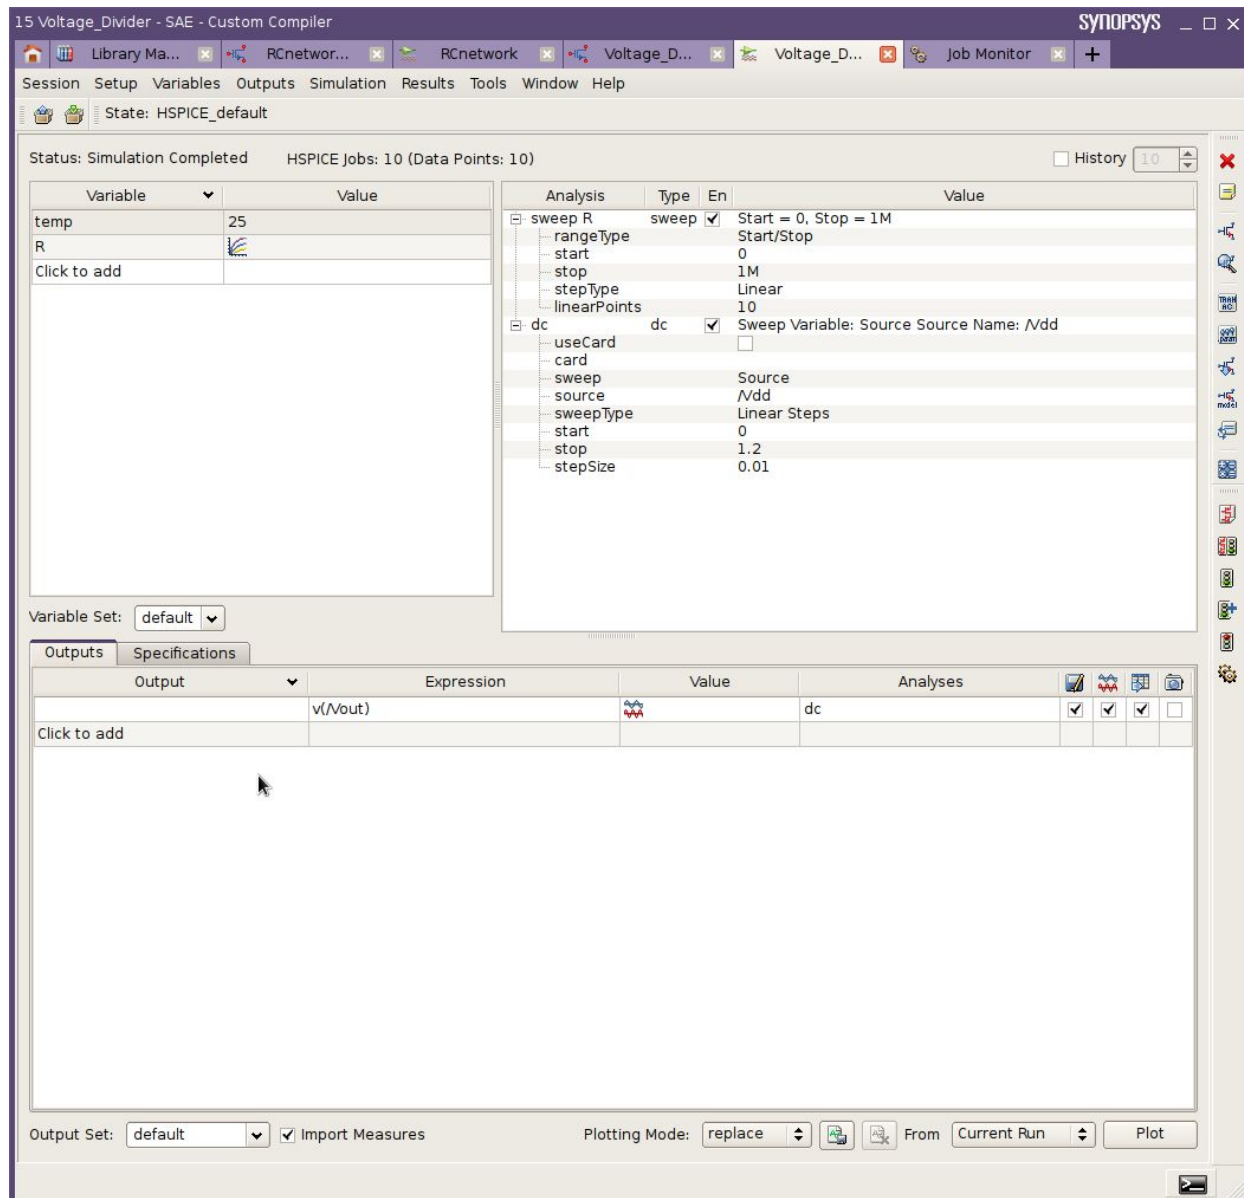 15 Voltage_Divider - SAE - Custom Compiler SYNOPSYS
Library Ma... RCnetwor... RCnetwork Voltage_D... Voltage_D... Job Monitor
Session Setup Variables Outputs Simulation Results Tools Window Help
State: HSPICE_default
Status: Simulation Completed HSPICE Jobs: 10 (Data Points: 10) History 10
Variable Value
temp 25
R
Click to add
Analysis Type En Value
sweep R sweep Start = 0, Stop = 1M
rangeType Start/Stop
start 0
stop 1M
stepType Linear
linearPoints 10
dc dc Sweep Variable: Source Source Name: /Vdd
useCard
card
sweep Source
source /Vdd
sweepType Linear Steps
start 0
stop 1.2
stepSize 0.01
Variable Set: default
Outputs Specifications
Output Expression Value Analyses
v(/Vout) dc
Click to add
Output Set: default Import Measures Plotting Mode: replace From Current Run Plot